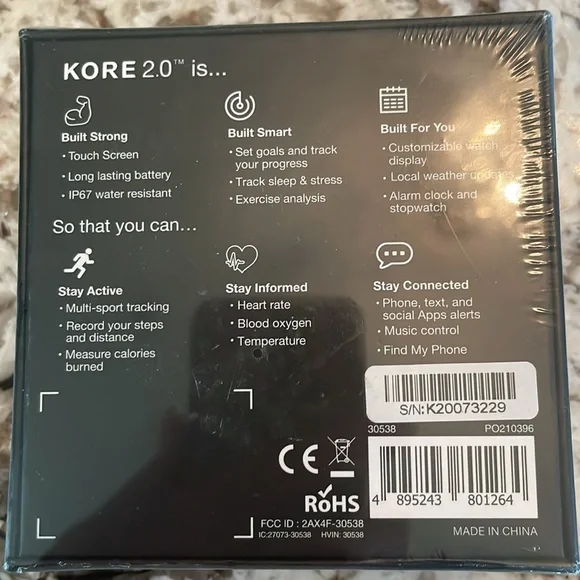 KORE 2.0™ is...
Built Strong
• Touch Screen
• Long lasting battery
• IP67 water resistant
Built Smart
• Set goals and track
your progress
• Track sleep & stress
• Exercise analysis
Built For You
• Customizable watch
display
• Local weather updates
• Alarm clock and
stopwatch
So that you can...
Stay Active
• Multi-sport tracking
• Record your steps
and distance
• Measure calories
burned
Stay Informed
• Heart rate
• Blood oxygen
• Temperature
Stay Connected
• Phone, text, and
social Apps alerts
• Music control
• Find My Phone
S/N:K20073229
30538 PO210396
CE
RoHS
FCC ID : 2AX4F-30538
IC:27073-30538 HVIN: 30538
4 895243 801264
MADE IN CHINA